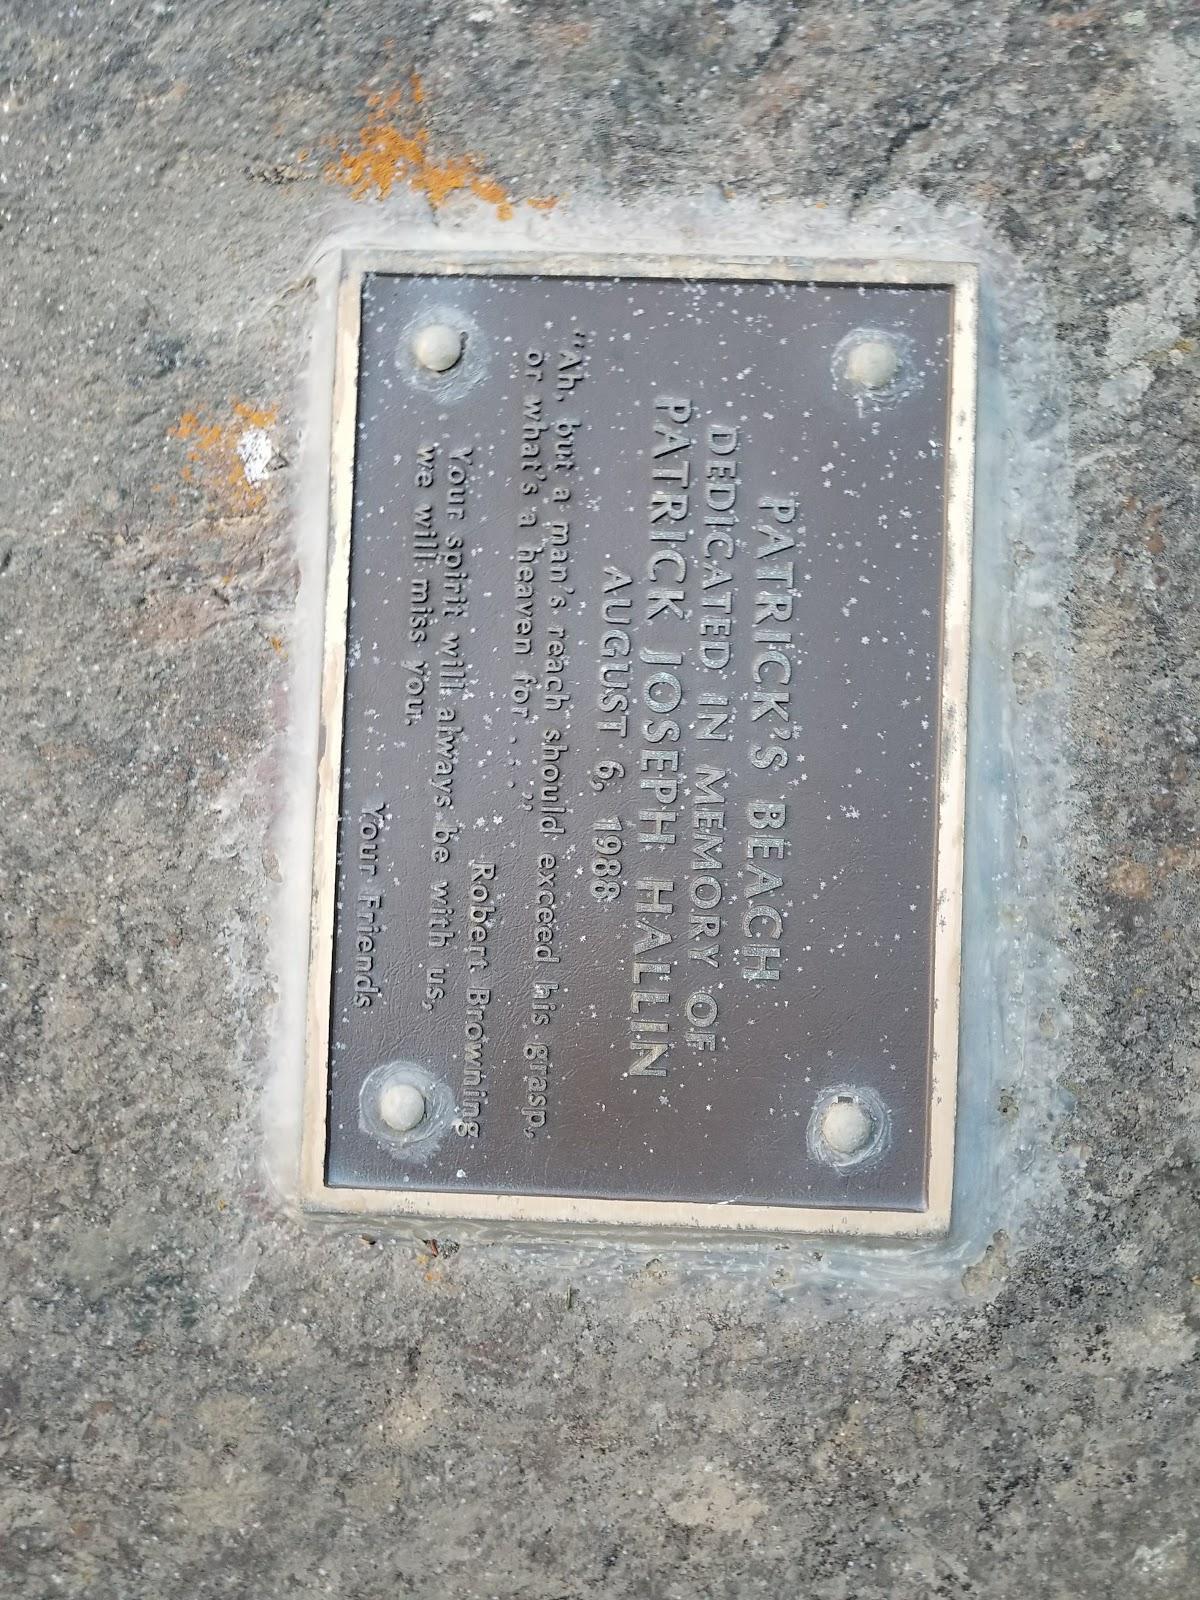 PATRICK'S BEACH
DEDICATED IN MEMORY OF
PATRICK JOSEPH HALLIN
AUGUST 6, 1988
"Ah, but a man's reach should exceed his grasp,
or what's a heaven for . . ."
Robert Browning
Your spirit will always be with us,
we will miss you.
Your Friends